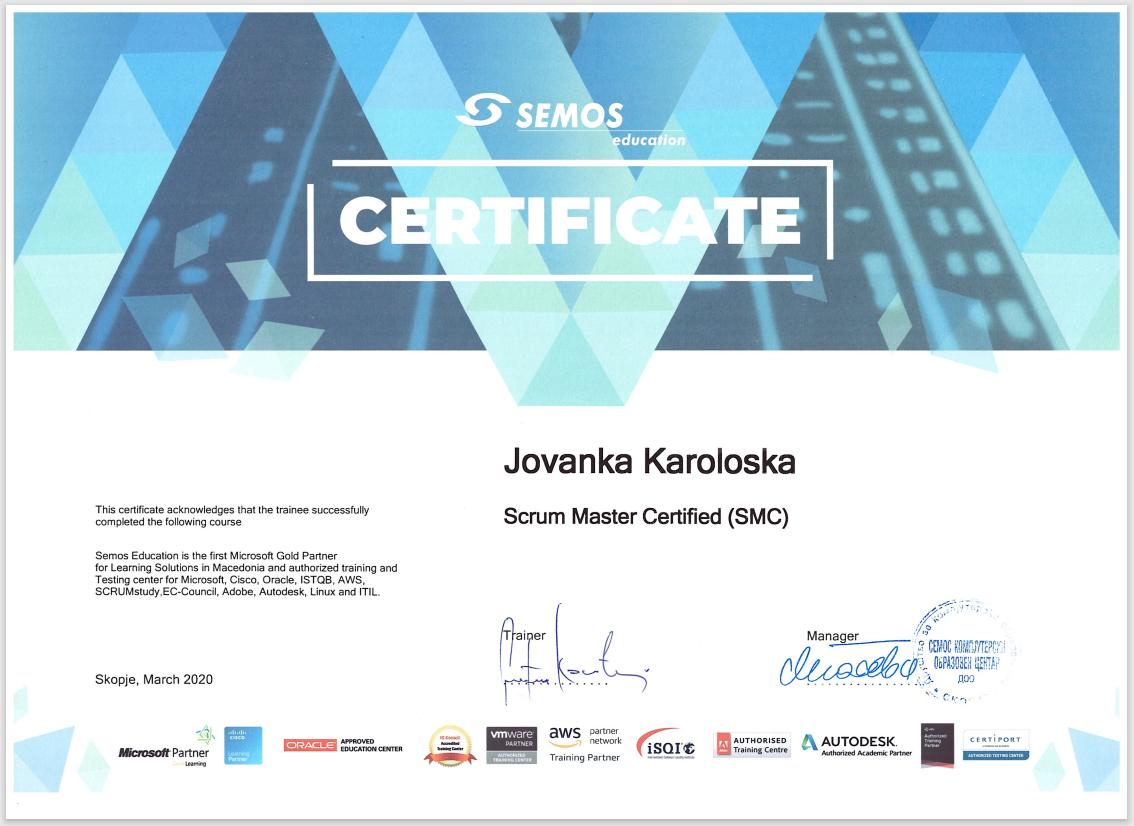 SEMOS
education
CERTIFICATE
Jovanka Karoloska
This certificate acknowledges that the trainee successfully
completed the following course
Scrum Master Certified (SMC)
Semos Education is the first Microsoft Gold Partner
for Learning Solutions in Macedonia and authorized training and
Testing center for Microsoft, Cisco, Oracle, ISTQB, AWS,
SCRUMstudy,EC-Council, Adobe, Autodesk, Linux and ITIL.
Trainer
Manager
СЕМОС КОМПЈУТЕРСКИ
ОБРАЗОВЕН ЦЕНТАР
ДОО
Skopje, March 2020
Microsoft Partner
Learning
CISCO
Learning
Partner
ORACLE
APPROVED
EDUCATION CENTER
EC-Council
Accredited
Training Center
vmware
PARTNER
AUTHORIZED
TRAINING CENTER
aws
partner
network
Training Partner
iSQI
AUTHORISED
Training Centre
AUTODESK.
Authorized Academic Partner
Authorized
Training
Partner
CERTIPORT
AUTHORIZED TESTING CENTER